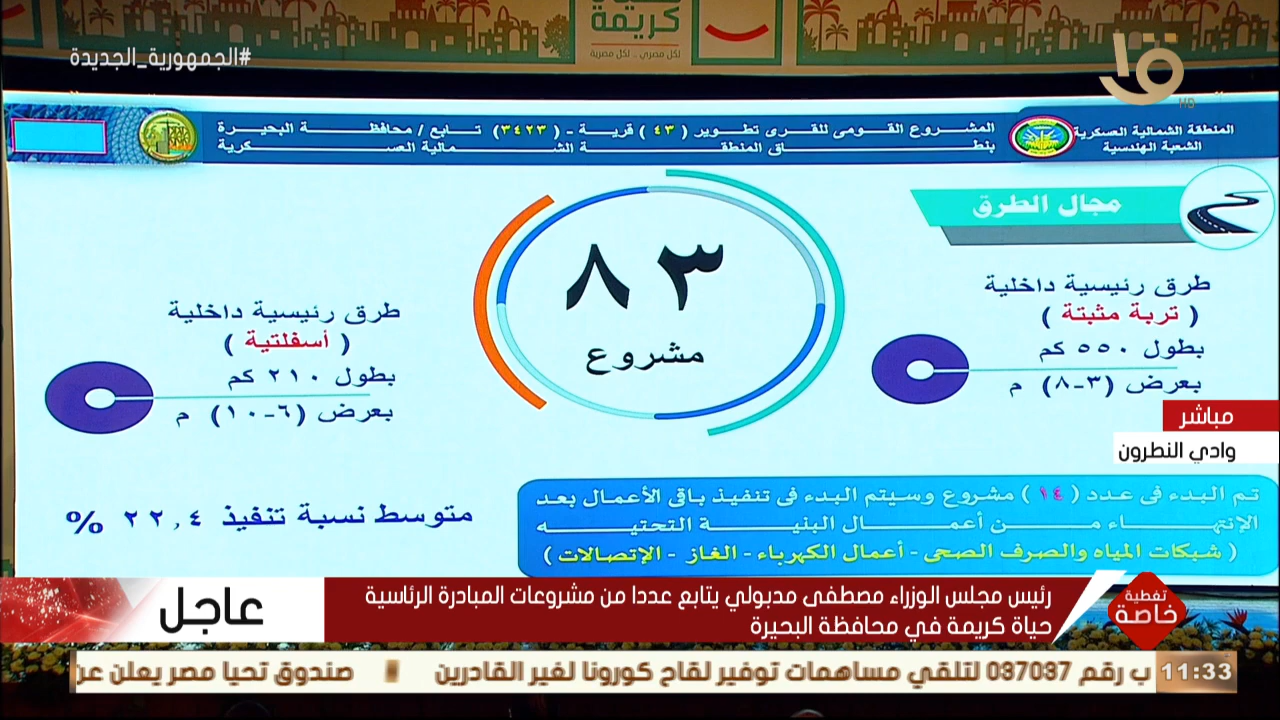 كريمة
لكل مصري .. لكل مصرية
#الجمهورية_الجديدة
HD
المنطقة الشمالية العسكرية
الشعبة الهندسية
المشروع القومى للقرى تطوير ( ٤٣ ) قرية - ( ٣٤٢٣ ) تابع / محافظة البحيرة
بنطاق المنطقة الشمالية العسكرية
مجال الطرق
طرق رئيسية داخلية
( تربة مثبتة )
بطول ٥٥٠ كم
بعرض (٣-٨) م
٨٣
مشروع
طرق رئيسية داخلية
( أسفلتية )
بطول ٢١٠ كم
بعرض (٦-١٠) م
مباشر
وادي النطرون
تم البدء فى عدد ( ١٤ ) مشروع وسيتم البدء فى تنفيذ باقى الأعمال بعد
الإنتهاء من أعمال البنية التحتيه
( شبكات المياه والصرف الصحى - أعمال الكهرباء - الغاز - الإتصالات )
متوسط نسبة تنفيذ ٢٢,٤ %
تغطية
خاصة
رئيس مجلس الوزراء مصطفى مدبولي يتابع عددا من مشروعات المبادرة الرئاسية
حياة كريمة في محافظة البحيرة
عاجل
11:33
ب رقم 037037 لتلقي مساهمات توفير لقاح كورونا لغير القادرين صندوق تحيا مصر يعلن عن